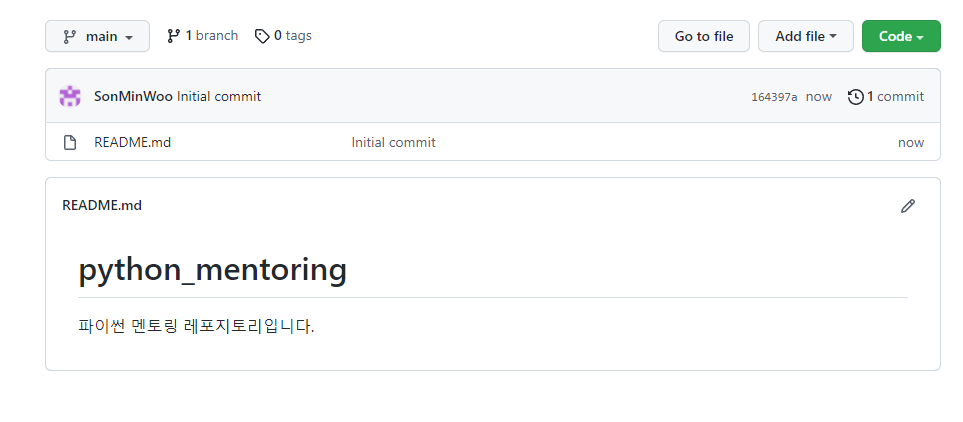 main 1 branch 0 tags Go to file Add file Code
SonMinWoo Initial commit 164397a now 1 commit
README.md Initial commit now
README.md
python_mentoring
파이썬 멘토링 레포지토리입니다.